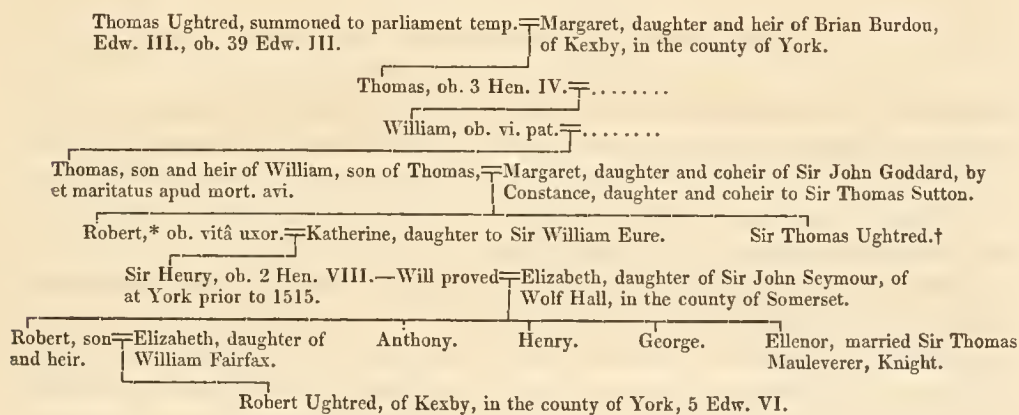 Thomas Ughtred, summoned to parliament temp.
Edw. III., ob. 39 Edw. III.
Margaret, daughter and heir of Brian Burdon,
of Kexby, in the county of York.
Thomas, ob. 3 Hen. IV. ........
William, ob. vi. pat. ........
Thomas, son and heir of William, son of Thomas,
et maritatus apud mort. avi.
Margaret, daughter and coheir of Sir John Goddard, by
Constance, daughter and coheir to Sir Thomas Sutton.
Robert,* ob. vitâ uxor. Katherine, daughter to Sir William Eure. Sir Thomas Ughtred.†
Sir Henry, ob. 2 Hen. VIII.—Will proved
at York prior to 1515.
Elizabeth, daughter of Sir John Seymour, of
Wolf Hall, in the county of Somerset.
Robert, son
and heir.
Elizabeth, daughter of
William Fairfax.
Anthony.
Henry.
George.
Ellenor, married Sir Thomas
Mauleverer, Knight.
Robert Ughtred, of Kexby, in the county of York, 5 Edw. VI.